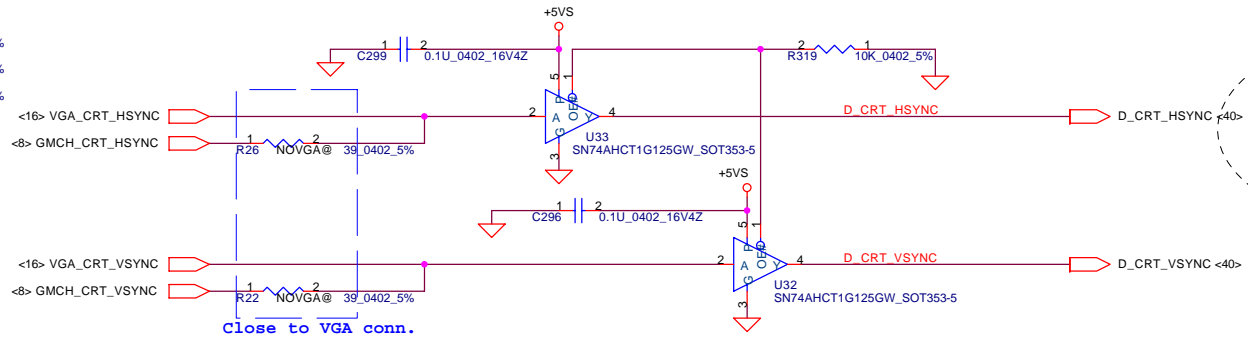 +5VS
1 2
C299 0.1U_0402_16V4Z
2 1
R319 10K_0402_5%
%
%
%
5
1
P
OE#
<16> VGA_CRT_HSYNC
2
A
Y
4
D_CRT_HSYNC
D_CRT_HSYNC <40>
<8> GMCH_CRT_HSYNC
1 2
R26 NOVGA@ 39_0402_5%
G
3
U33
SN74AHCT1G125GW_SOT353-5
+5VS
1 2
C296 0.1U_0402_16V4Z
5
1
P
OE#
<16> VGA_CRT_VSYNC
2
A
Y
4
D_CRT_VSYNC
D_CRT_VSYNC <40>
<8> GMCH_CRT_VSYNC
1 2
R22 NOVGA@ 39_0402_5%
G
3
U32
SN74AHCT1G125GW_SOT353-5
Close to VGA conn.